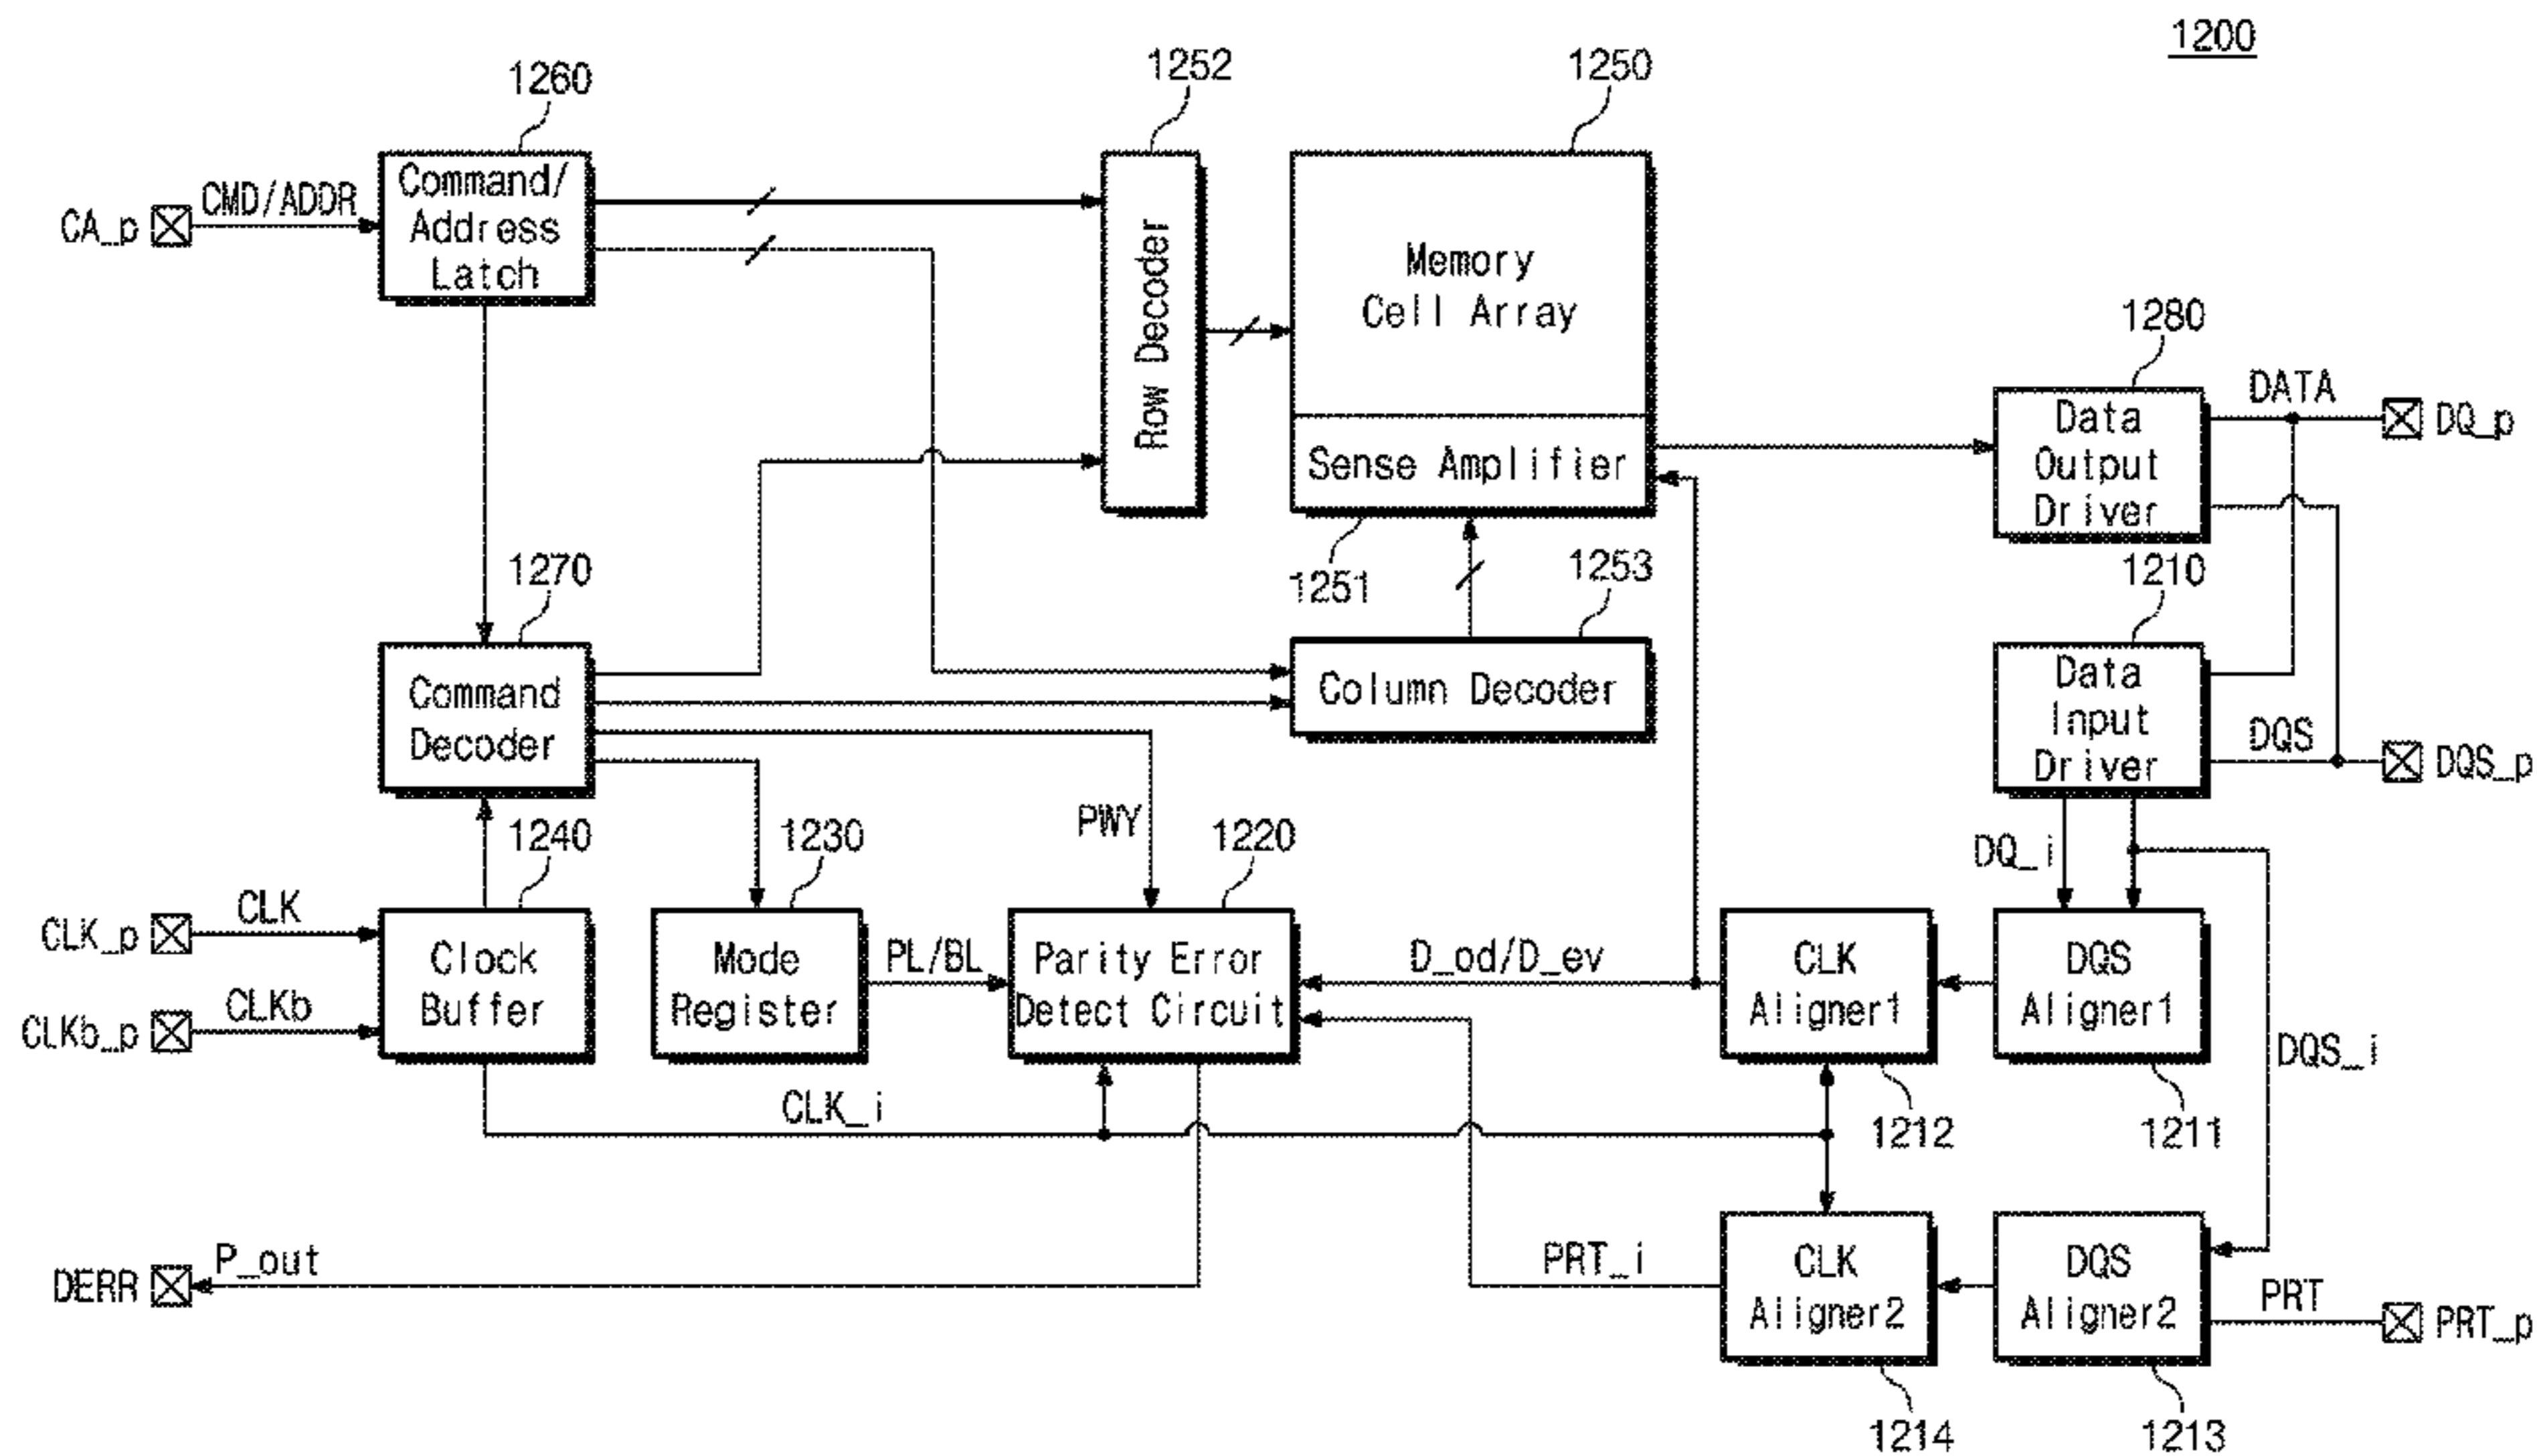 1200
1260
1252
1250
Command/
Address
Latch
CA_p
CMD/ADDR
Row Decoder
Memory
Cell Array
Sense Amplifier
1280
Data
Output
Driver
DATA
DQ_p
1270
1251
1253
1210
Command
Decoder
Column Decoder
Data
Input
Driver
DQS
DQS_p
1240
1230
PWY
1220
DQ_i
CLK_p
CLK
CLKb_p
CLKb
Clock
Buffer
Mode
Register
PL/BL
Parity Error
Detect Circuit
D_od/D_ev
CLK
Aligner1
DQS
Aligner1
DQS_i
CLK_i
1212
1211
DERR
P_out
PRT_i
CLK
Aligner2
DQS
Aligner2
PRT
PRT_p
1214
1213